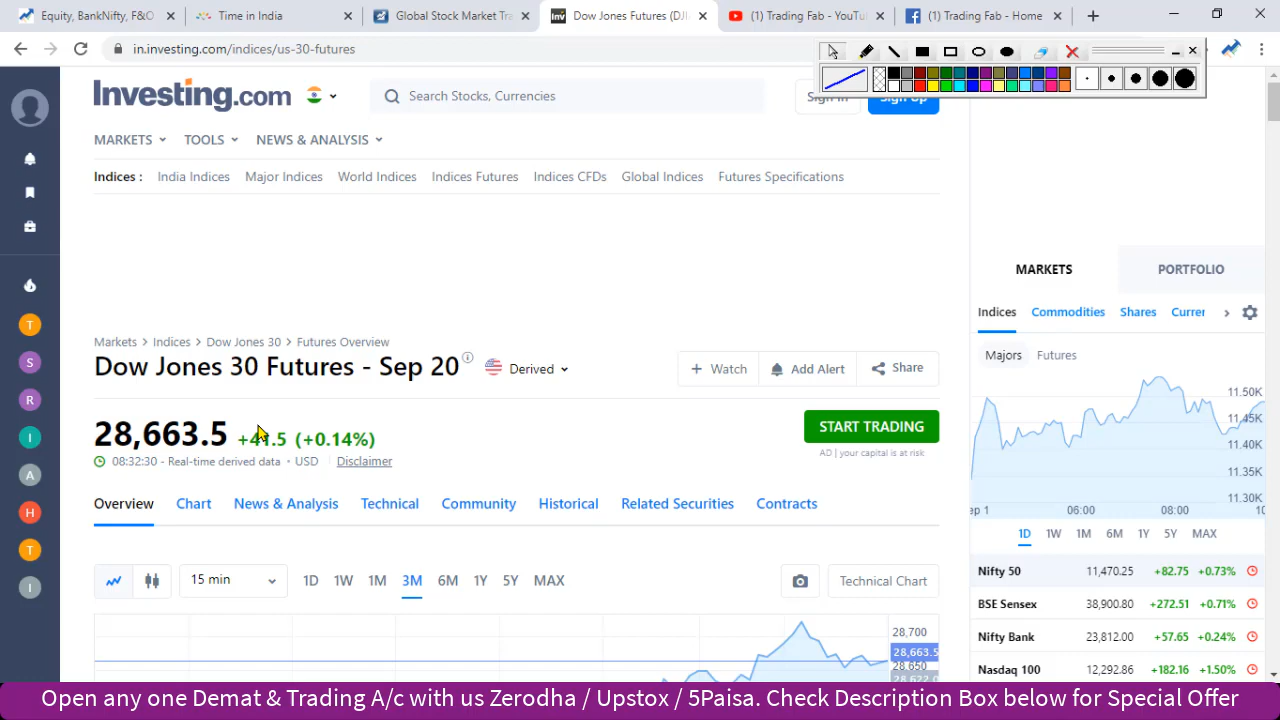 Equity, BankNifty, F&O
Time in India
Global Stock Market Tra
Dow Jones Futures (DJI
(1) Trading Fab - YouTu
(1) Trading Fab - Home
in.investing.com/indices/us-30-futures
Investing.com
Search Stocks, Currencies
Sign In
Sign Up
MARKETS
TOOLS
NEWS & ANALYSIS
Indices :
India Indices
Major Indices
World Indices
Indices Futures
Indices CFDs
Global Indices
Futures Specifications
MARKETS
PORTFOLIO
Indices
Commodities
Shares
Currer
Majors
Futures
Markets > Indices > Dow Jones 30 > Futures Overview
Dow Jones 30 Futures - Sep 20
Derived
+ Watch
Add Alert
Share
28,663.5 +41.5 (+0.14%)
START TRADING
AD | your capital is at risk
08:32:30 - Real-time derived data • USD
Disclaimer
Overview
Chart
News & Analysis
Technical
Community
Historical
Related Securities
Contracts
11.50K
11.45K
11.40K
11.35K
11.30K
ep 1
06:00
08:00
10
1D
1W
1M
6M
1Y
5Y
MAX
15 min
1D
1W
1M
3M
6M
1Y
5Y
MAX
Technical Chart
28,700
28,663.5
28,650
28,622.0
Nifty 50 11,470.25 +82.75 +0.73%
BSE Sensex 38,900.80 +272.51 +0.71%
Nifty Bank 23,812.00 +57.65 +0.24%
Nasdaq 100 12,292.86 +182.16 +1.50%
T
S
R
I
A
H
T
I
Open any one Demat & Trading A/c with us Zerodha / Upstox / 5Paisa. Check Description Box below for Special Offer